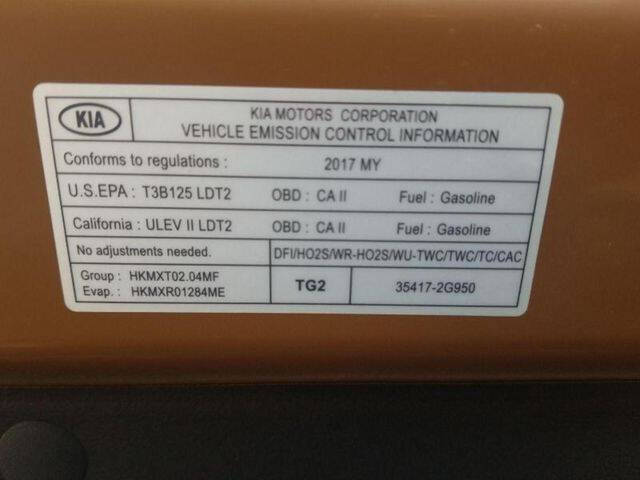 KIA
KIA MOTORS CORPORATION
VEHICLE EMISSION CONTROL INFORMATION
Conforms to regulations : 2017 MY
U.S.EPA : T3B125 LDT2 OBD : CA II Fuel : Gasoline
California : ULEV II LDT2 OBD : CA II Fuel : Gasoline
No adjustments needed. DFI/HO2S/WR-HO2S/WU-TWC/TWC/TC/CAC
Group : HKMXT02.04MF
Evap. : HKMXR01284ME
TG2 35417-2G950